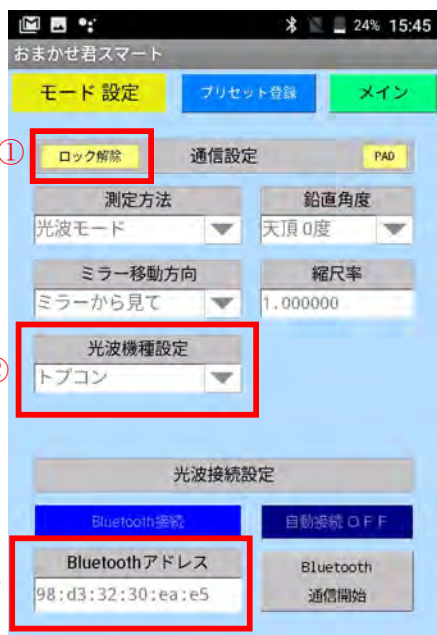 24% 15:45
おまかせ君スマート
モード 設定 プリセット登録 メイン
① ロック解除 通信設定 PAD
測定方法 鉛直角度
光波モード 天頂0度
ミラー移動方向 縮尺率
ミラーから見て 1.000000
光波機種設定
トプコン
光波接続設定
Bluetooth接続 自動接続OFF
Bluetoothアドレス
98:d3:32:30:ea:e5
Bluetooth
通信開始